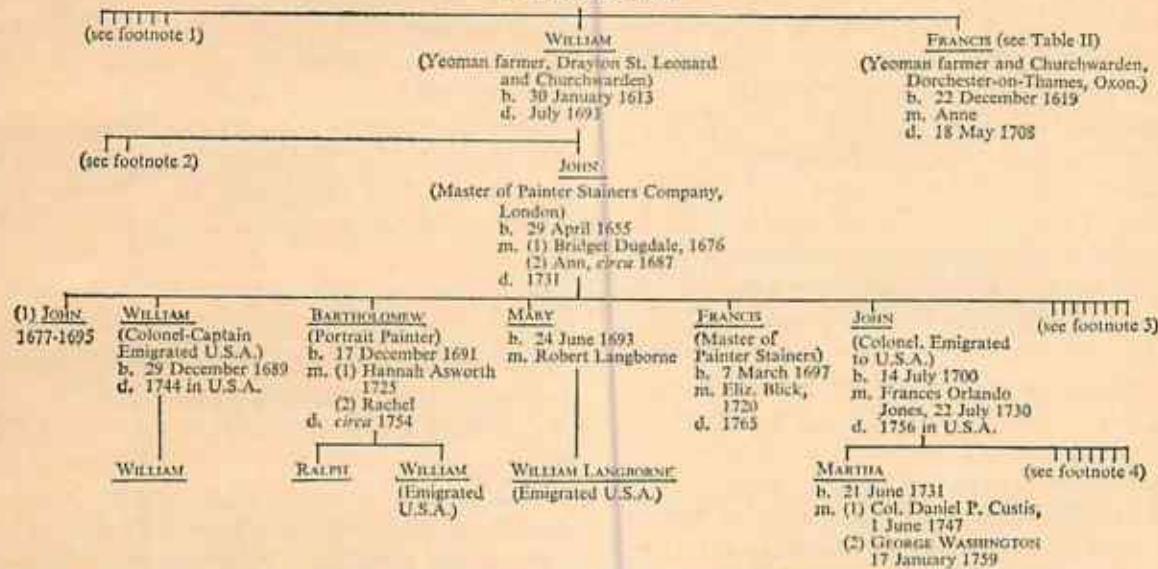 (see footnote 1)
WILLIAM
(Yeoman farmer, Drayton St. Leonard
and Churchwarden)
b. 30 January 1613
d. July 1691
FRANCIS (see Table II)
(Yeoman farmer and Churchwarden,
Dorchester-on-Thames, Oxon.)
b. 22 December 1619
m. Anne
d. 18 May 1708
(see footnote 2)
JOHN
(Master of Painter Stainers Company,
London)
b. 29 April 1655
m. (1) Bridget Dugdale, 1676
(2) Ann, circa 1687
d. 1731
(1) JOHN
1677-1695
WILLIAM
(Colonel-Captain
Emigrated U.S.A.)
b. 29 December 1689
d. 1744 in U.S.A.
BARTHOLOMEW
(Portrait Painter)
b. 17 December 1691
m. (1) Hannah Asworth
1725
(2) Rachel
d. circa 1754
MARY
b. 24 June 1693
m. Robert Langborne
FRANCIS
(Master of
Painter Stainers)
b. 7 March 1697
m. Eliz. Blick,
1720
d. 1765
JOHN
(Colonel. Emigrated
to U.S.A.)
b. 14 July 1700
m. Frances Orlando
Jones, 22 July 1730
d. 1756 in U.S.A.
(see footnote 3)
WILLIAM
RALPH
WILLIAM
(Emigrated
U.S.A.)
WILLIAM LANGBORNE
(Emigrated U.S.A.)
MARTHA
b. 21 June 1731
m. (1) Col. Daniel P. Custis,
1 June 1747
(2) GEORGE WASHINGTON
17 January 1759
(see footnote 4)